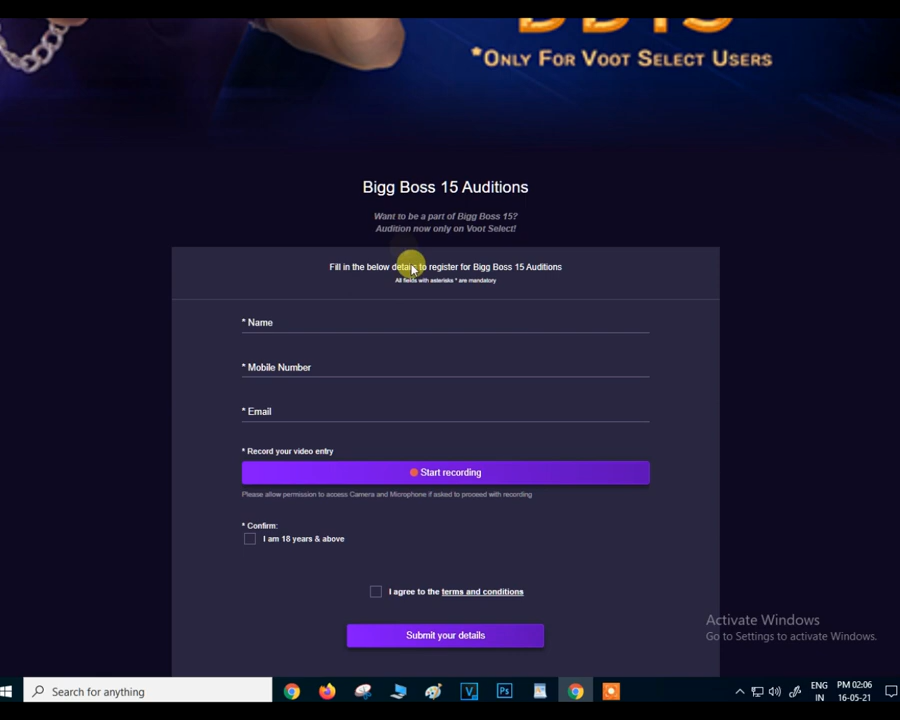 BB15
*ONLY FOR VOOT SELECT USERS
Bigg Boss 15 Auditions
Want to be a part of Bigg Boss 15?
Audition now only on Voot Select!
Fill in the below details to register for Bigg Boss 15 Auditions
All fields with asterisks * are mandatory
* Name
* Mobile Number
* Email
* Record your video entry
Start recording
Please allow permission to access Camera and Microphone if asked to proceed with recording
* Confirm:
I am 18 years & above
I agree to the terms and conditions
Submit your details
Activate Windows
Go to Settings to activate Windows.
Search for anything
V
Ps
ENG
IN
PM 02:06
16-05-21